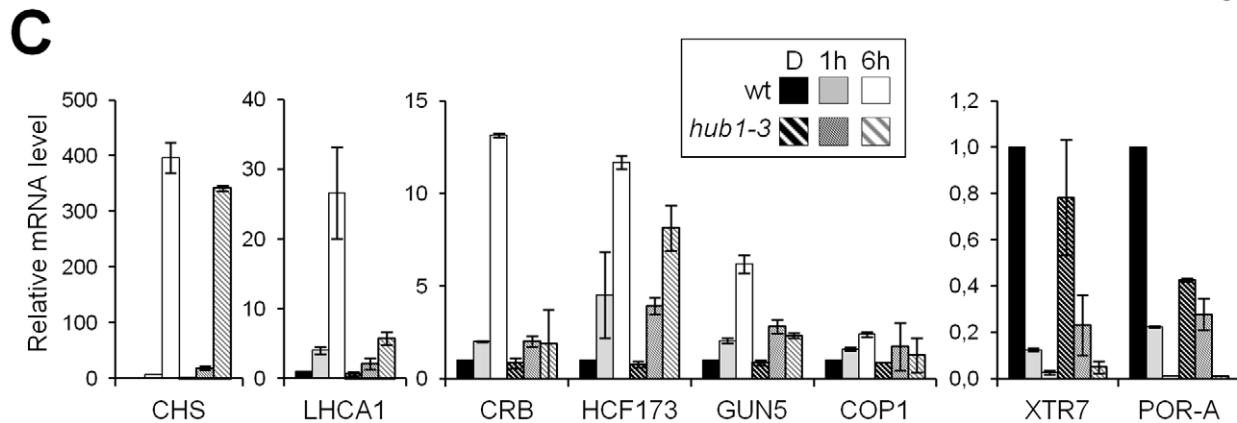 C
D 1h 6h
wt
hub1-3
Relative mRNA level
500
400
300
200
100
0
CHS
40
30
20
10
0
LHCA1
15
10
5
0
CRB HCF173 GUN5 COP1
1,2
1,0
0,8
0,6
0,4
0,2
0,0
XTR7 POR-A